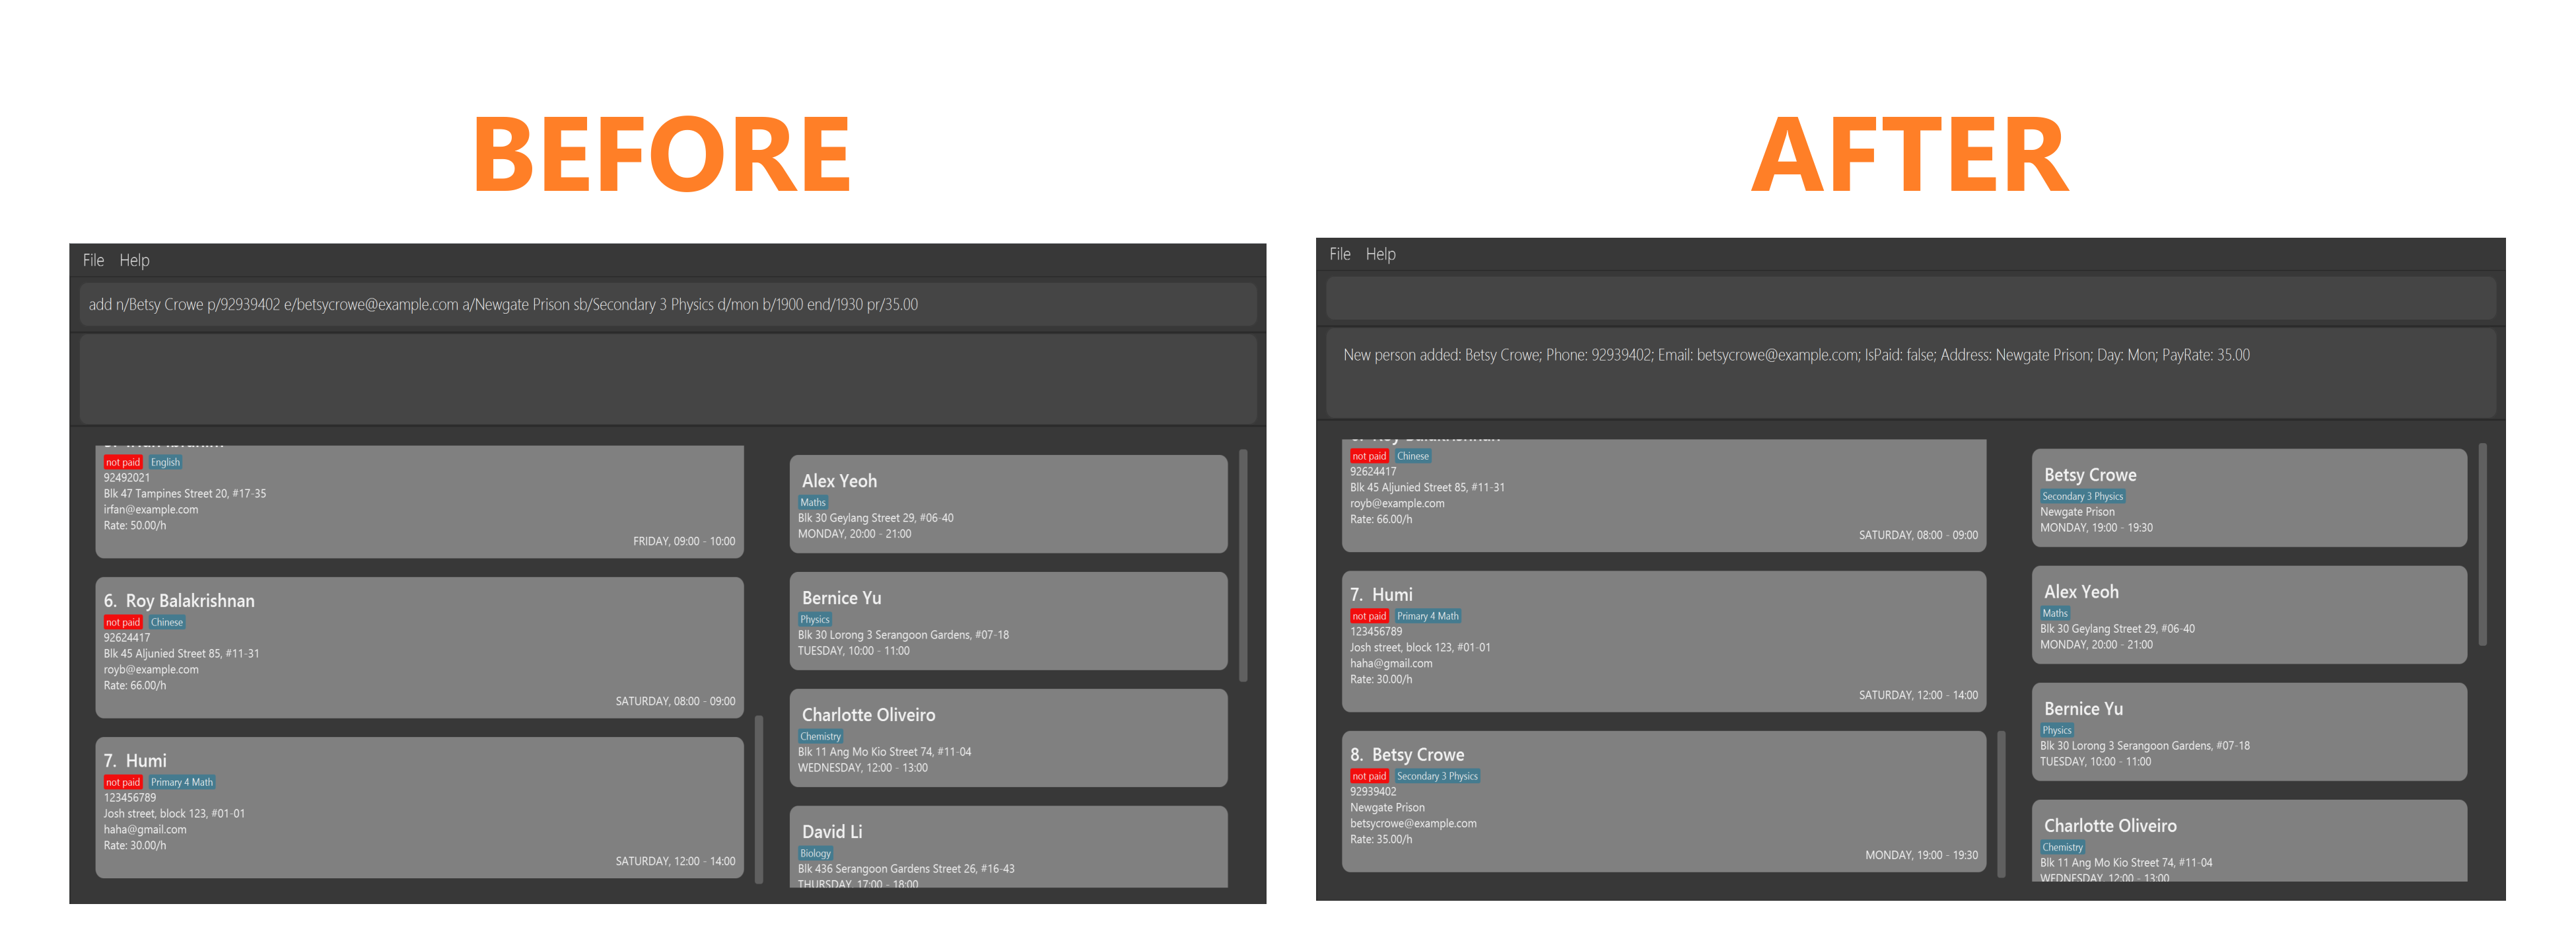 BEFORE
File Help
add n/Betsy Crowe p/92939402 e/betsycrowe@example.com a/Newgate Prison sb/Secondary 3 Physics d/mon b/1900 end/1930 pr/35.00
not paid English
92492021
Blk 47 Tampines Street 20, #17-35
irfan@example.com
Rate: 50.00/h
FRIDAY, 09:00 - 10:00
6. Roy Balakrishnan
not paid Chinese
92624417
Blk 45 Aljunied Street 85, #11-31
royb@example.com
Rate: 66.00/h
SATURDAY, 08:00 - 09:00
7. Humi
not paid Primary 4 Math
123456789
Josh street, block 123, #01-01
haha@gmail.com
Rate: 30.00/h
SATURDAY, 12:00 - 14:00
Alex Yeoh
Maths
Blk 30 Geylang Street 29, #06-40
MONDAY, 20:00 - 21:00
Bernice Yu
Physics
Blk 30 Lorong 3 Serangoon Gardens, #07-18
TUESDAY, 10:00 - 11:00
Charlotte Oliveiro
Chemistry
Blk 11 Ang Mo Kio Street 74, #11-04
WEDNESDAY, 12:00 - 13:00
David Li
Biology
Blk 436 Serangoon Gardens Street 26, #16-43
THURSDAY, 17:00 - 18:00
AFTER
File Help
New person added: Betsy Crowe; Phone: 92939402; Email: betsycrowe@example.com; IsPaid: false; Address: Newgate Prison; Day: Mon; PayRate: 35.00
6. Roy Balakrishnan
not paid Chinese
92624417
Blk 45 Aljunied Street 85, #11-31
royb@example.com
Rate: 66.00/h
SATURDAY, 08:00 - 09:00
7. Humi
not paid Primary 4 Math
123456789
Josh street, block 123, #01-01
haha@gmail.com
Rate: 30.00/h
SATURDAY, 12:00 - 14:00
8. Betsy Crowe
not paid Secondary 3 Physics
92939402
Newgate Prison
betsycrowe@example.com
Rate: 35.00/h
MONDAY, 19:00 - 19:30
Betsy Crowe
Secondary 3 Physics
Newgate Prison
MONDAY, 19:00 - 19:30
Alex Yeoh
Maths
Blk 30 Geylang Street 29, #06-40
MONDAY, 20:00 - 21:00
Bernice Yu
Physics
Blk 30 Lorong 3 Serangoon Gardens, #07-18
TUESDAY, 10:00 - 11:00
Charlotte Oliveiro
Chemistry
Blk 11 Ang Mo Kio Street 74, #11-04
WEDNESDAY, 12:00 - 13:00